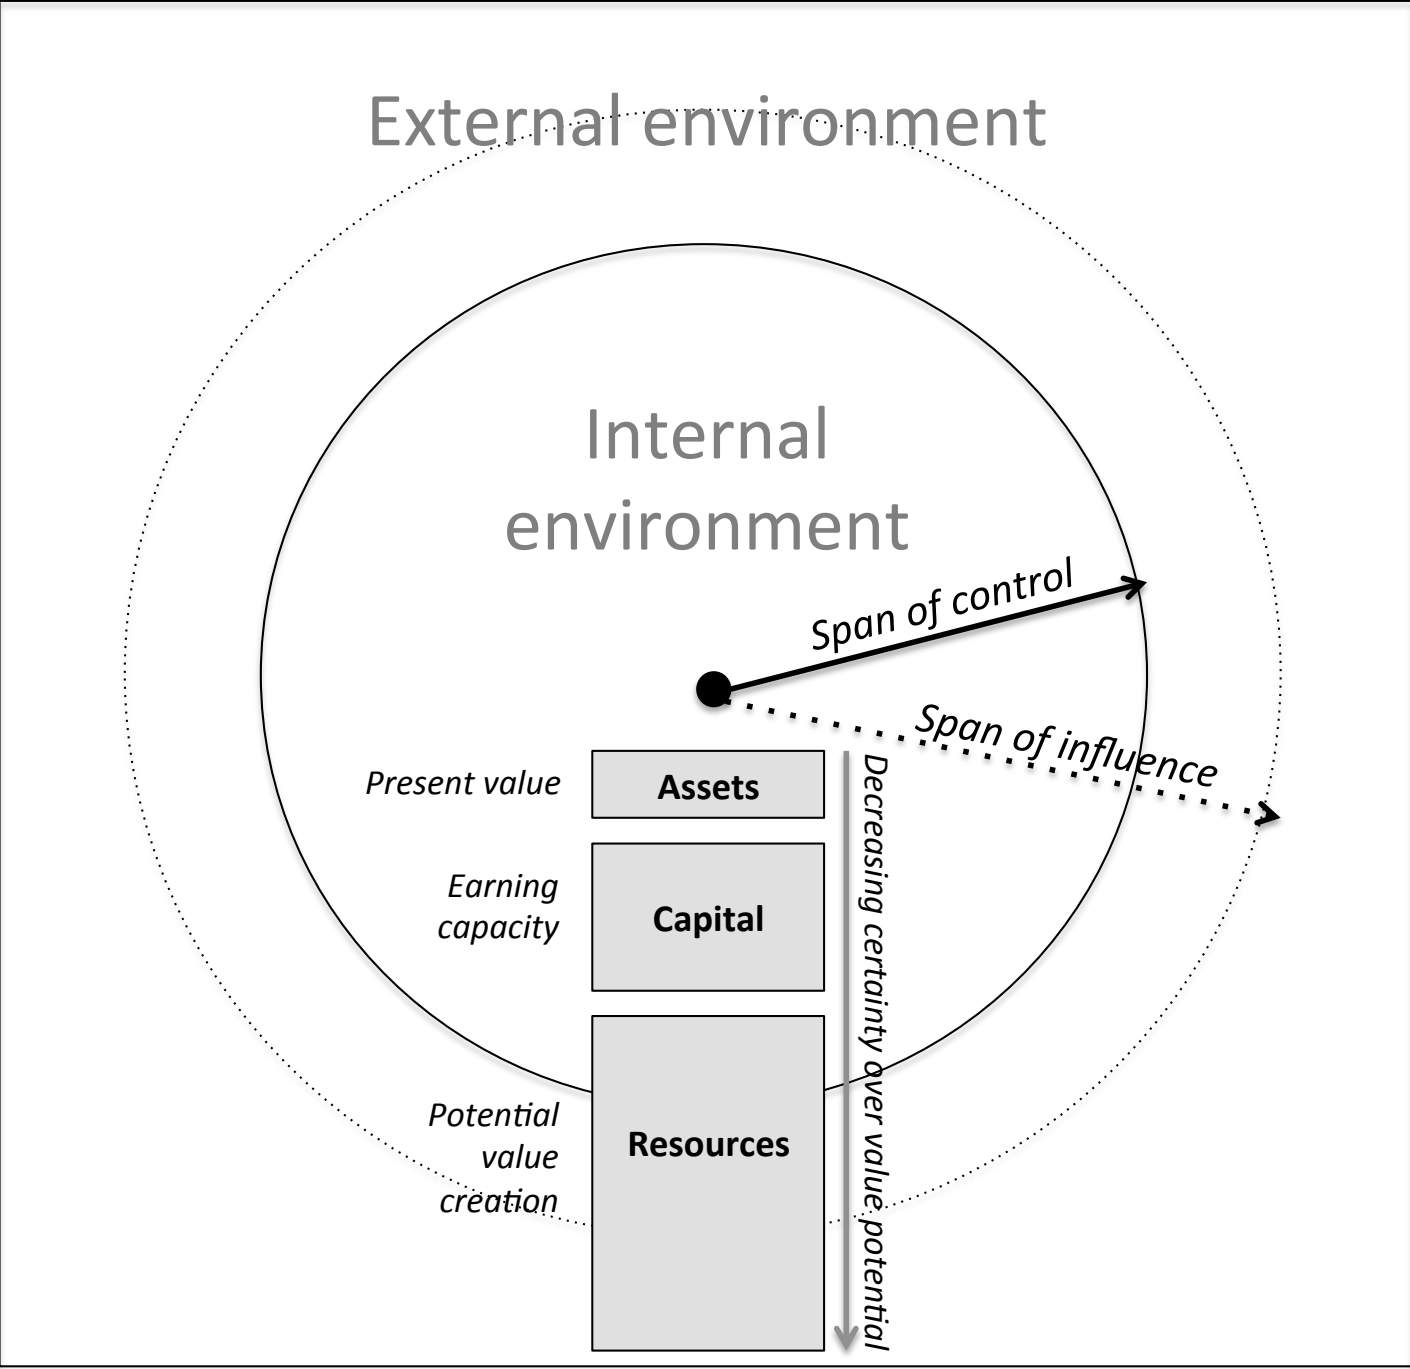 External environment
Internal
environment
Span of control
Span of influence
Present value
Assets
Earning
capacity
Capital
Potential
value
creation
Resources
Decreasing certainty over value potential